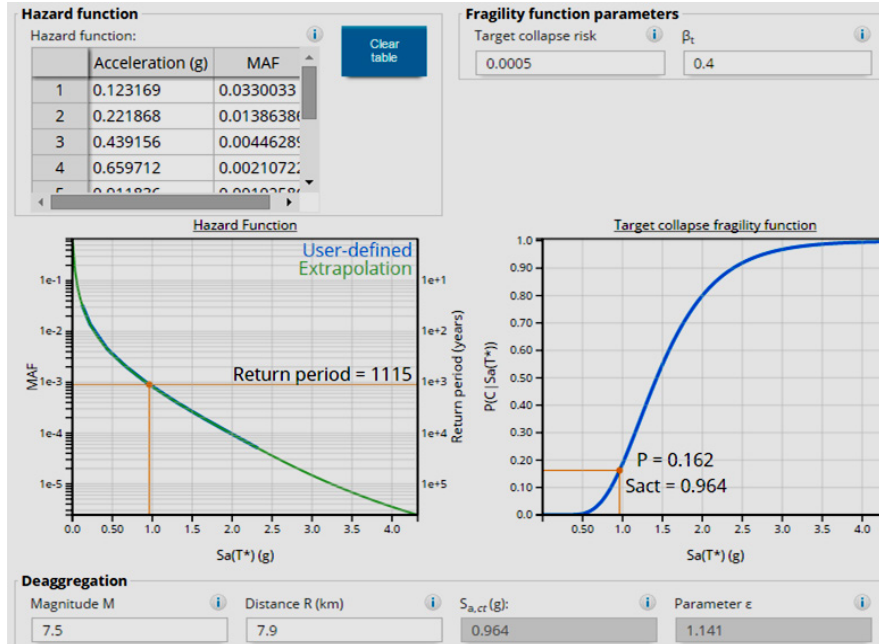 Hazard function
Hazard function:
Clear
table
Acceleration (g) MAF
1 0.123169 0.0330033
2 0.221868 0.0138638
3 0.439156 0.00446289
4 0.659712 0.0021072
Fragility function parameters
Target collapse risk βt
0.0005 0.4
Hazard Function
User-defined
Extrapolation
Return period = 1115
MAF
1e-1
1e-2
1e-3
1e-4
1e-5
Return period (years)
1e+1
1e+2
1e+3
1e+4
1e+5
0.0 0.50 1.0 1.5 2.0 2.5 3.0 3.5 4.0
Sa(T*) (g)
Target collapse fragility function
P(C|Sa(T*))
1.0
0.90
0.80
0.70
0.60
0.50
0.40
0.30
0.20
0.10
0.0
P = 0.162
Sact = 0.964
0.50 1.0 1.5 2.0 2.5 3.0 3.5 4.0
Sa(T*) (g)
Deaggregation
Magnitude M Distance R (km) Sa,ct (g): Parameter ε
7.5 7.9 0.964 1.141